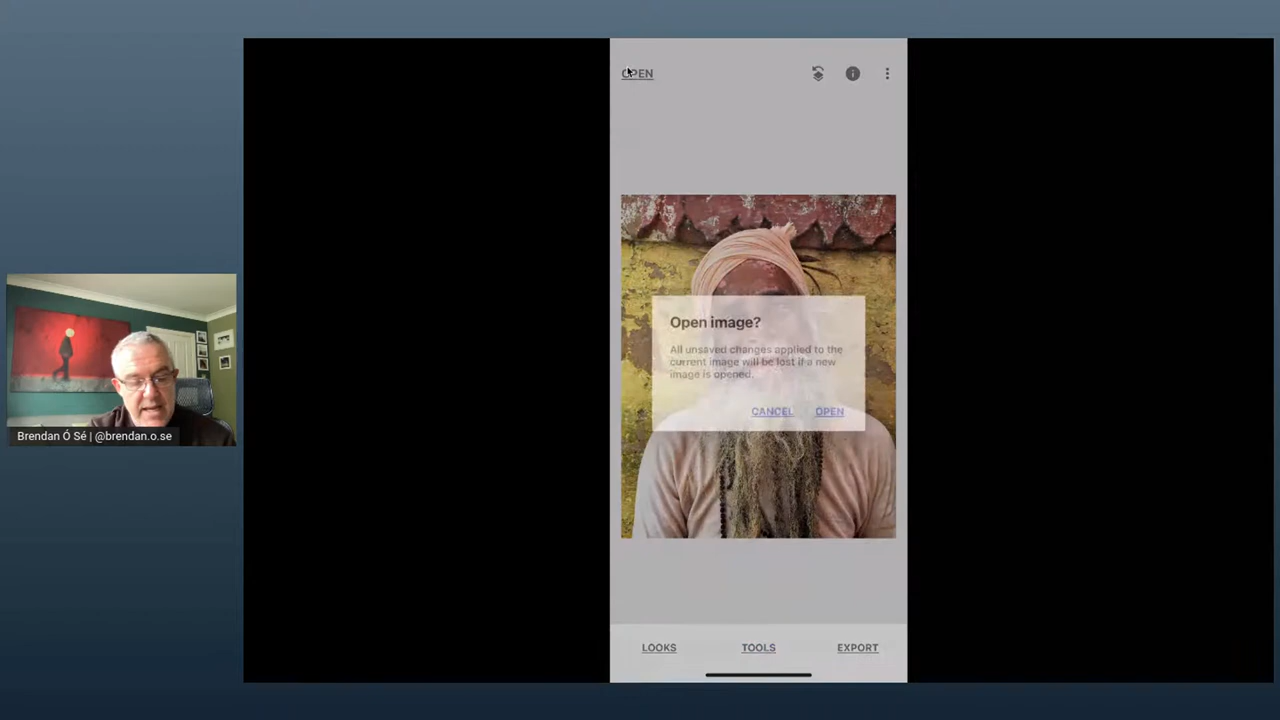 OPEN
Open image?
All unsaved changes applied to the
current image will be lost if a new
image is opened.
CANCEL OPEN
Brendan Ó Sé | @brendan.o.se
LOOKS TOOLS EXPORT